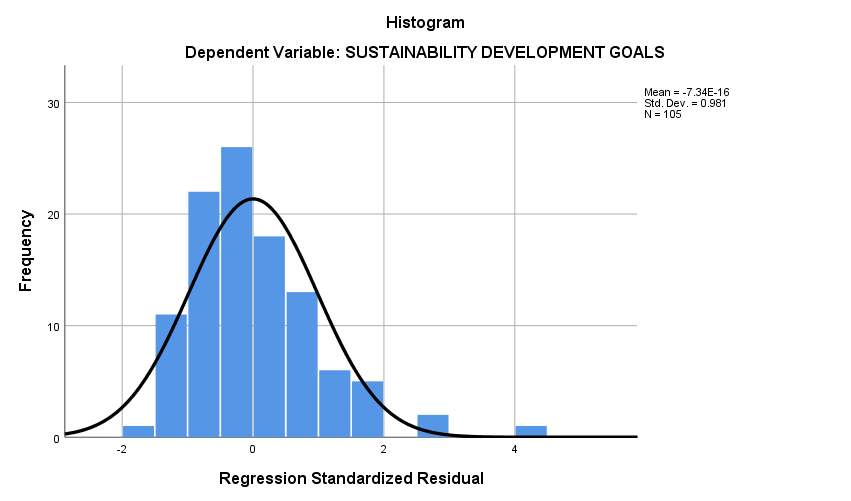 Histogram
Dependent Variable: SUSTAINABILITY DEVELOPMENT GOALS
Mean = -7.34E-16
Std. Dev. = 0.981
N = 105
30
20
10
0
Frequency
-2
0
2
4
Regression Standardized Residual